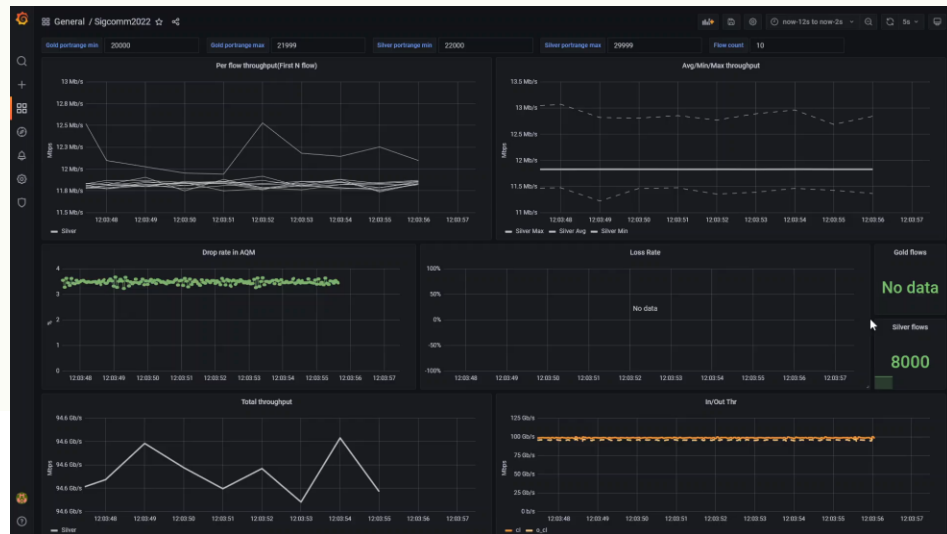 General / Sigcomm2022
now-12s to now-2s
5s
Gold portrange min 20000 Gold portrange max 21999 Silver portrange min 22000 Silver portrange max 29999 Flow count 10
Per flow throughput(First N flow)
13 Mb/s
12.8 Mb/s
12.5 Mb/s
12.3 Mb/s
12 Mb/s
11.8 Mb/s
11.5 Mb/s
Mbps
12:03:48 12:03:49 12:03:50 12:03:51 12:03:52 12:03:53 12:03:54 12:03:55 12:03:56 12:03:57
Silver
Avg/Min/Max throughput
13.5 Mb/s
13 Mb/s
12.5 Mb/s
12 Mb/s
11.5 Mb/s
11 Mb/s
Mbps
12:03:48 12:03:49 12:03:50 12:03:51 12:03:52 12:03:53 12:03:54 12:03:55 12:03:56 12:03:57
Silver Max Silver Avg Silver Min
Drop rate in AQM
4
3
2
1
0
%
12:03:48 12:03:49 12:03:50 12:03:51 12:03:52 12:03:53 12:03:54 12:03:55 12:03:56 12:03:57
Loss Rate
100%
50%
0%
-50%
-100%
No data
12:03:48 12:03:49 12:03:50 12:03:51 12:03:52 12:03:53 12:03:54 12:03:55 12:03:56 12:03:57
Gold flows
No data
Silver flows
8000
Total throughput
94.6 Gb/s
94.6 Gb/s
94.6 Gb/s
94.6 Gb/s
94.6 Gb/s
Mbps
12:03:48 12:03:49 12:03:50 12:03:51 12:03:52 12:03:53 12:03:54 12:03:55 12:03:56 12:03:57
Silver
In/Out Thr
125 Gb/s
100 Gb/s
75 Gb/s
50 Gb/s
25 Gb/s
0 b/s
Mbps
12:03:48 12:03:49 12:03:50 12:03:51 12:03:52 12:03:53 12:03:54 12:03:55 12:03:56 12:03:57
cl o_cl